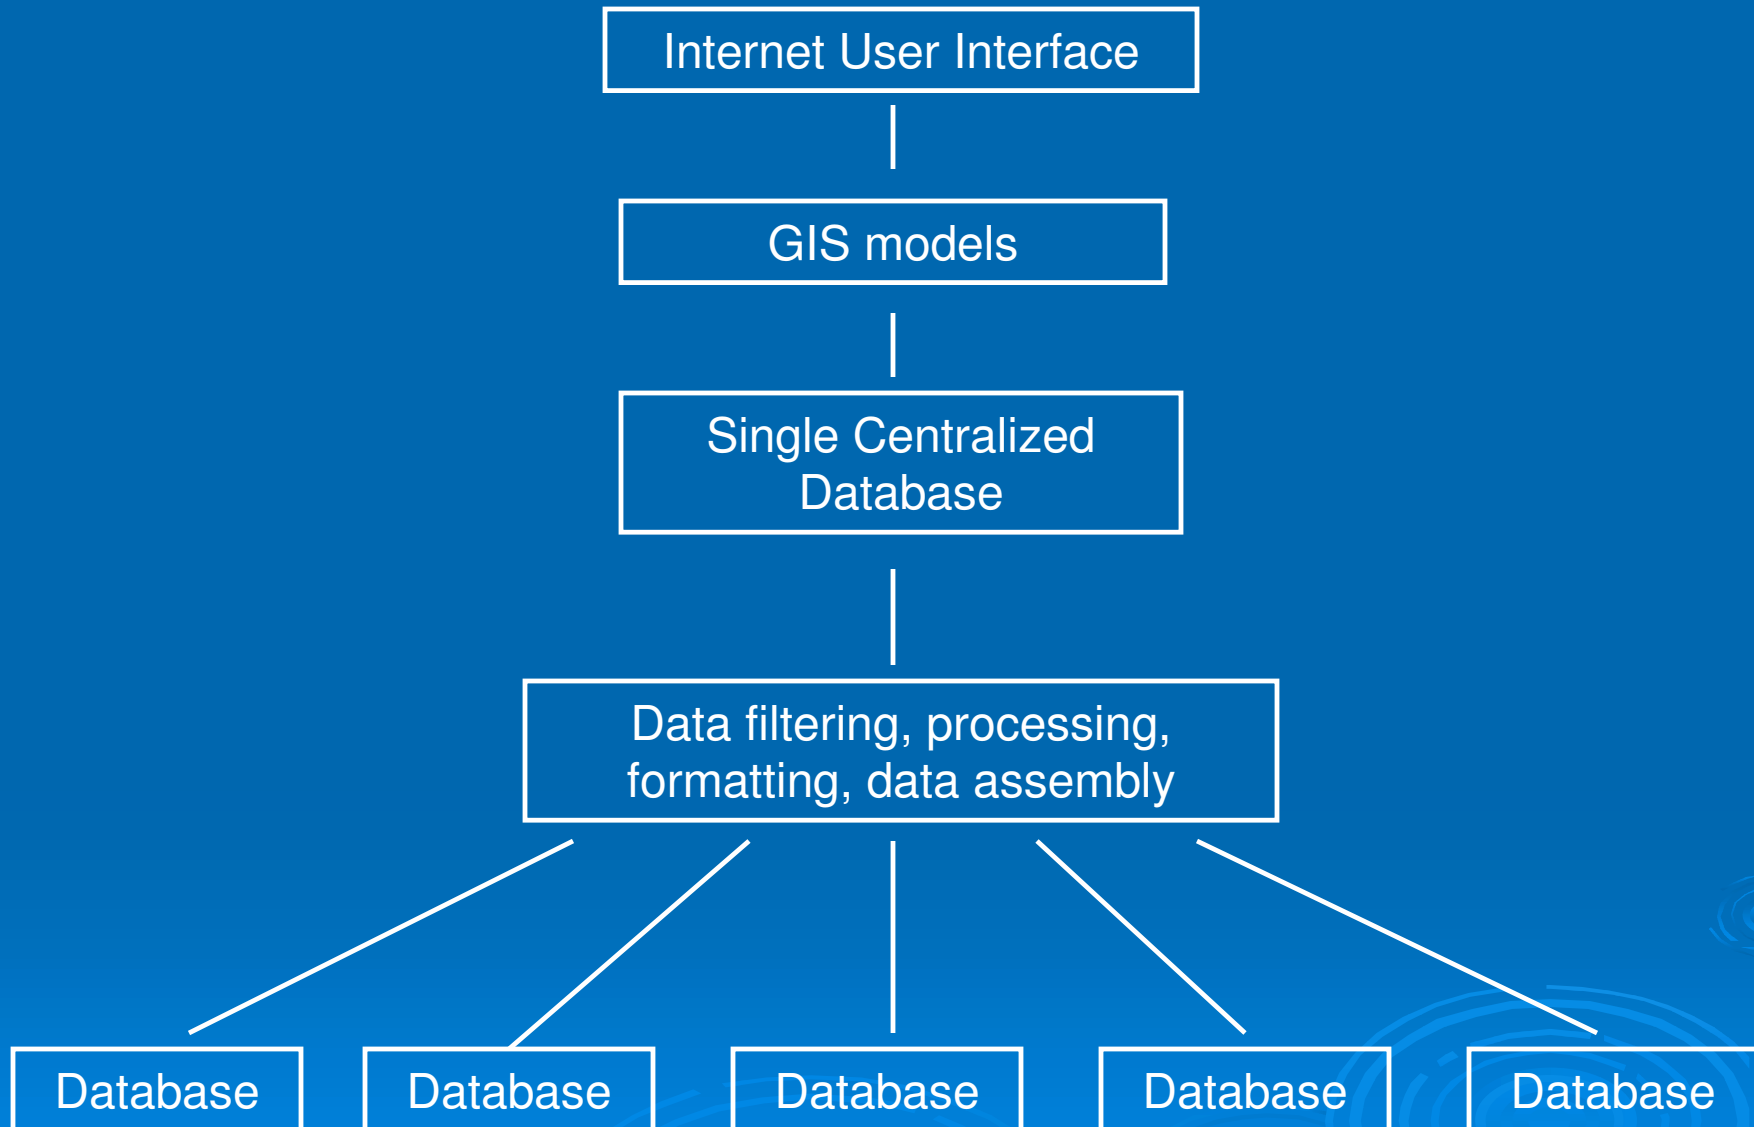 Internet User Interface
GIS models
Single Centralized
Database
Data filtering, processing,
formatting, data assembly
Database
Database
Database
Database
Database